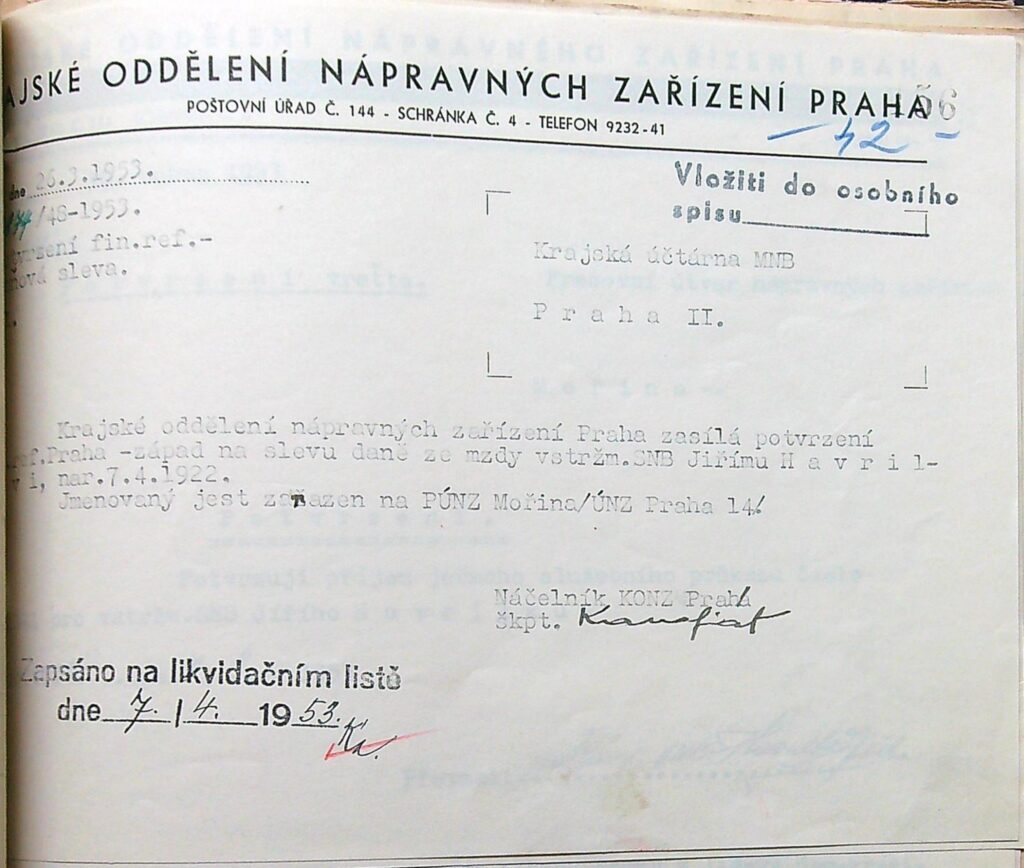 AJSKÉ ODDĚLENÍ NÁPRAVNÝCH ZAŘÍZENÍ PRAHA
56
POŠTOVNÍ ÚŘAD Č. 144 - SCHRÁNKA Č. 4 - TELEFON 9232-41
- 42 -
dne 26.3.1953.
/48-1953.
Vložiti do osobního
spisu
vrzení fin.ref.-
ová sleva.
Krajská účtárna MNB
P r a h a II.
Krajské oddělení nápravných zařízení Praha zasílá potvrzení
ref.Praha -západ na slevu daně ze mzdy vstržm.SNB Jiřímu H a v r i l-
v i, nar.7.4.1922.
Jmenovaný jest zařazen na PÚNZ Mořina/ÚNZ Praha 14/
Náčelník KONZ Praha
škpt.
Zapsáno na likvidačním listě
dne 7. / 4. 1953.
Ka.